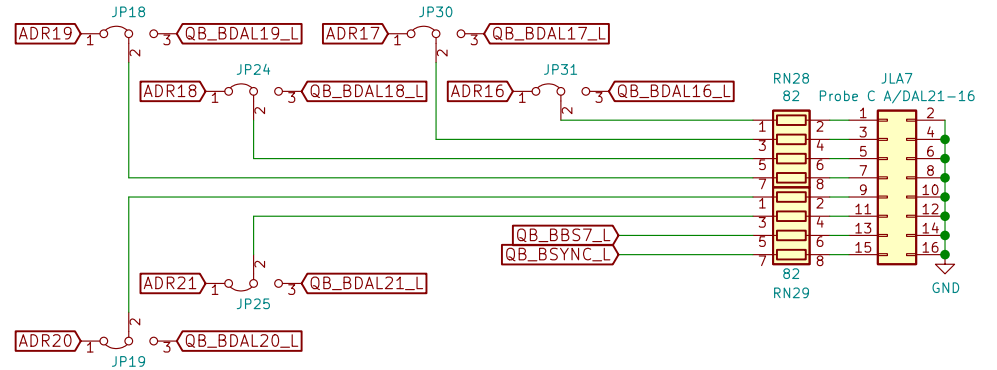 JP18 JP30
ADR19 1 2 3 QB_BDAL19_L ADR17 1 2 3 QB_BDAL17_L
JP24 JP31 RN28 JLA7
ADR18 1 2 3 QB_BDAL18_L ADR16 1 2 3 QB_BDAL16_L 82 Probe C A/DAL21-16
1 2 1 2
3 4 3 4
5 6 5 6
7 8 7 8
1 2 9 10
3 4 11 12
QB_BBS7_L 5 6 13 14
QB_BSYNC_L 7 8 15 16
ADR21 1 2 3 QB_BDAL21_L 82
JP25 RN29 GND
ADR20 1 2 3 QB_BDAL20_L
JP19